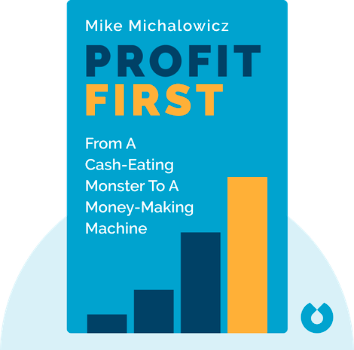 Mike Michalowicz
PROFIT
FIRST
From A
Cash-Eating
Monster To A
Money-Making
Machine